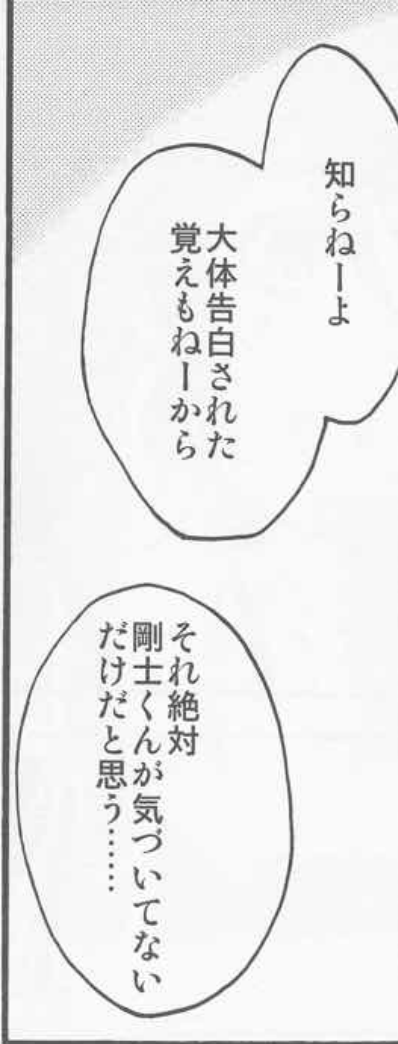 知らねーよ
大体告白された
覚えもねーから
それ絶対
剛士くんが気づいてない
だけだと思う……